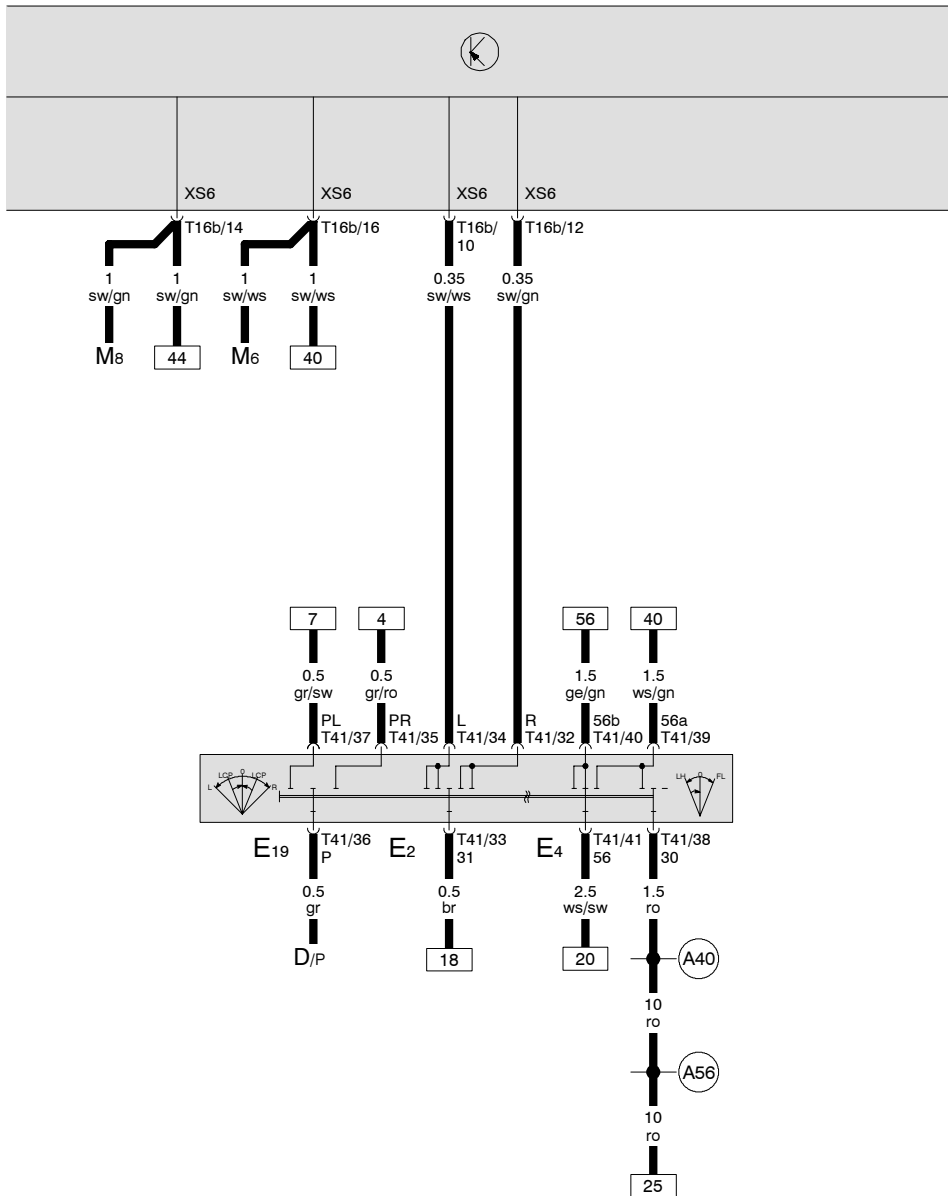 XS6 XS6 XS6 XS6
T16b/14 T16b/16 T16b/ T16b/12
10
1 1 1 1 0.35 0.35
sw/gn sw/gn sw/ws sw/ws sw/ws sw/gn
M8 44 M6 40
7 4 56 40
0.5 0.5 1.5 1.5
gr/sw gr/ro ge/gn ws/gn
PL PR L R 56b 56a
T41/37 T41/35 T41/34 T41/32 T41/40 T41/39
LCP 0 LCP LH 0 FL
L R
E19 T41/36 E2 T41/33 E4 T41/41 T41/38
P 31 56 30
0.5 0.5 2.5 1.5
gr br ws/sw ro
D/P 18 20 A40
10
ro
A56
10
ro
25